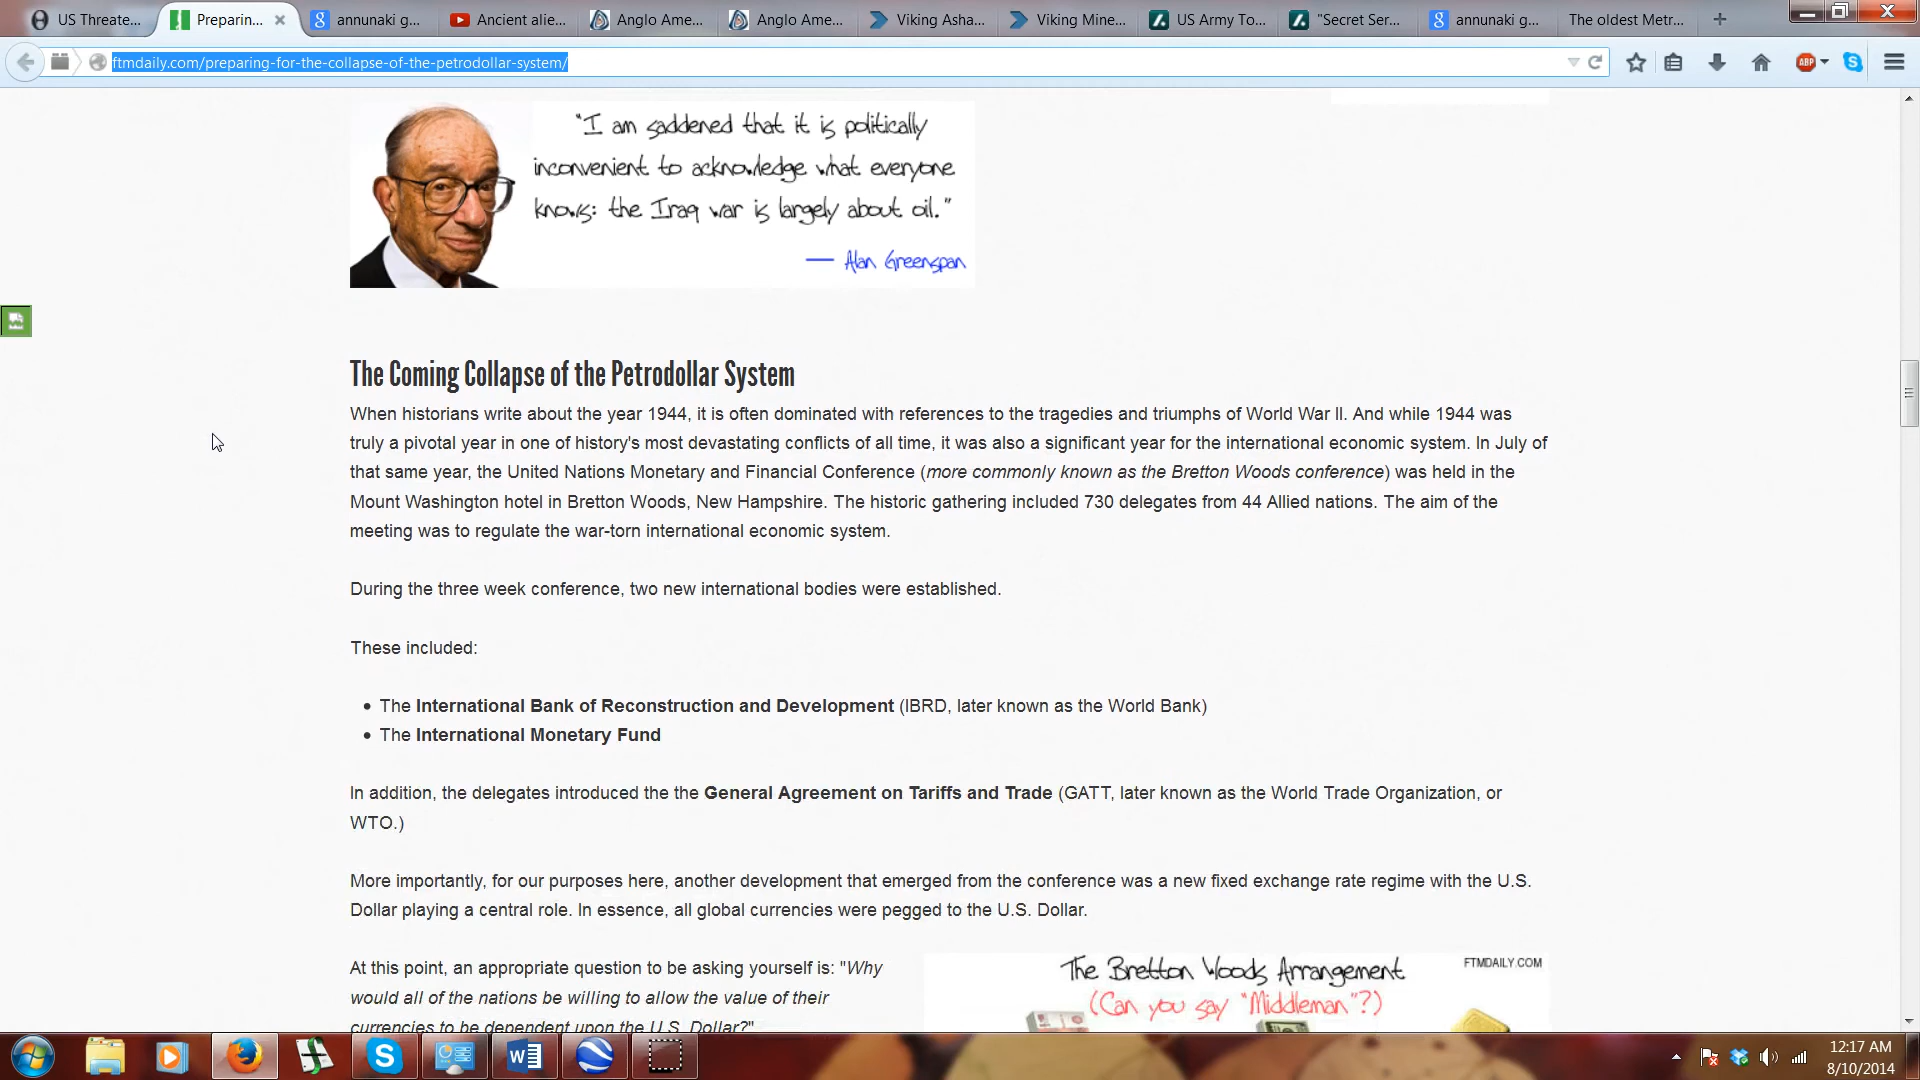 US Threate...
Preparin...
annunaki g...
Ancient alie...
Anglo Ame...
Anglo Ame...
Viking Asha...
Viking Mine...
US Army To...
"Secret Ser...
annunaki g...
The oldest Metr...
ftmdaily.com/preparing-for-the-collapse-of-the-petrodollar-system/
ABP
"I am saddened that it is politically
inconvenient to acknowledge what everyone
knows: the Iraq war is largely about oil."
— Alan Greenspan
The Coming Collapse of the Petrodollar System
When historians write about the year 1944, it is often dominated with references to the tragedies and triumphs of World War II. And while 1944 was
truly a pivotal year in one of history's most devastating conflicts of all time, it was also a significant year for the international economic system. In July of
that same year, the United Nations Monetary and Financial Conference (more commonly known as the Bretton Woods conference) was held in the
Mount Washington hotel in Bretton Woods, New Hampshire. The historic gathering included 730 delegates from 44 Allied nations. The aim of the
meeting was to regulate the war-torn international economic system.
During the three week conference, two new international bodies were established.
These included:
• The International Bank of Reconstruction and Development (IBRD, later known as the World Bank)
• The International Monetary Fund
In addition, the delegates introduced the the General Agreement on Tariffs and Trade (GATT, later known as the World Trade Organization, or
WTO.)
More importantly, for our purposes here, another development that emerged from the conference was a new fixed exchange rate regime with the U.S.
Dollar playing a central role. In essence, all global currencies were pegged to the U.S. Dollar.
At this point, an appropriate question to be asking yourself is: "Why
would all of the nations be willing to allow the value of their
currencies to be dependent upon the U.S. Dollar?"
The Bretton Woods Arrangement
FTMDAILY.COM
(Can you say "Middleman"?)
12:17 AM
8/10/2014